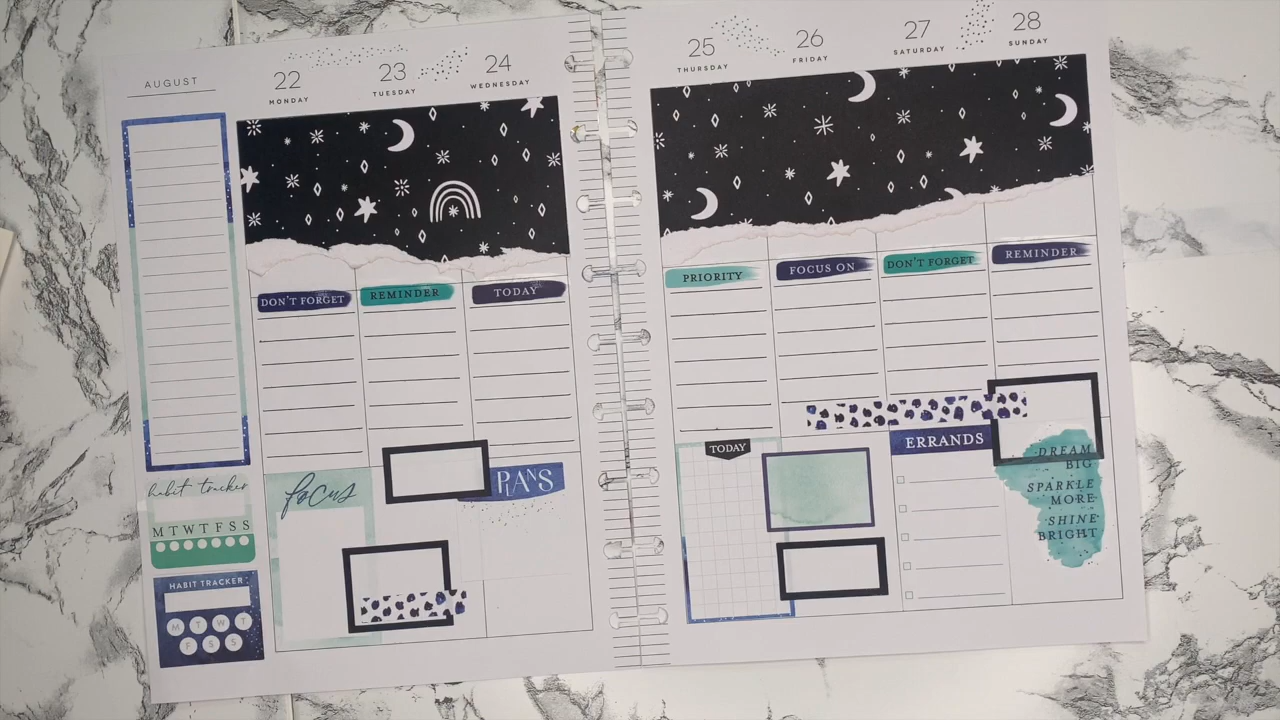 AUGUST
22
MONDAY
23
TUESDAY
24
WEDNESDAY
25
THURSDAY
26
FRIDAY
27
SATURDAY
28
SUNDAY
DON'T FORGET
REMINDER
TODAY
PRIORITY
FOCUS ON
DON'T FORGET
REMINDER
habit tracker
M T W T F S S
HABIT TRACKER
M T W T
F S S
focus
PLANS
TODAY
ERRANDS
DREAM
BIG
SPARKLE
MORE
SHINE
BRIGHT